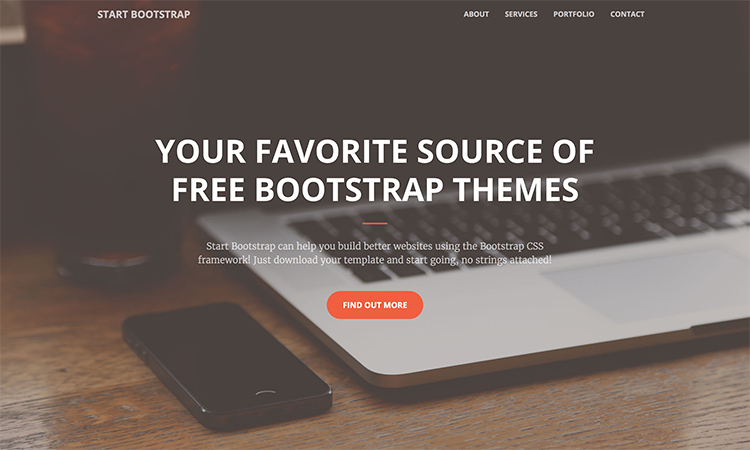 START BOOTSTRAP
ABOUT SERVICES PORTFOLIO CONTACT
YOUR FAVORITE SOURCE OF
FREE BOOTSTRAP THEMES
Start Bootstrap can help you build better websites using the Bootstrap CSS
framework! Just download your template and start going, no strings attached!
FIND OUT MORE